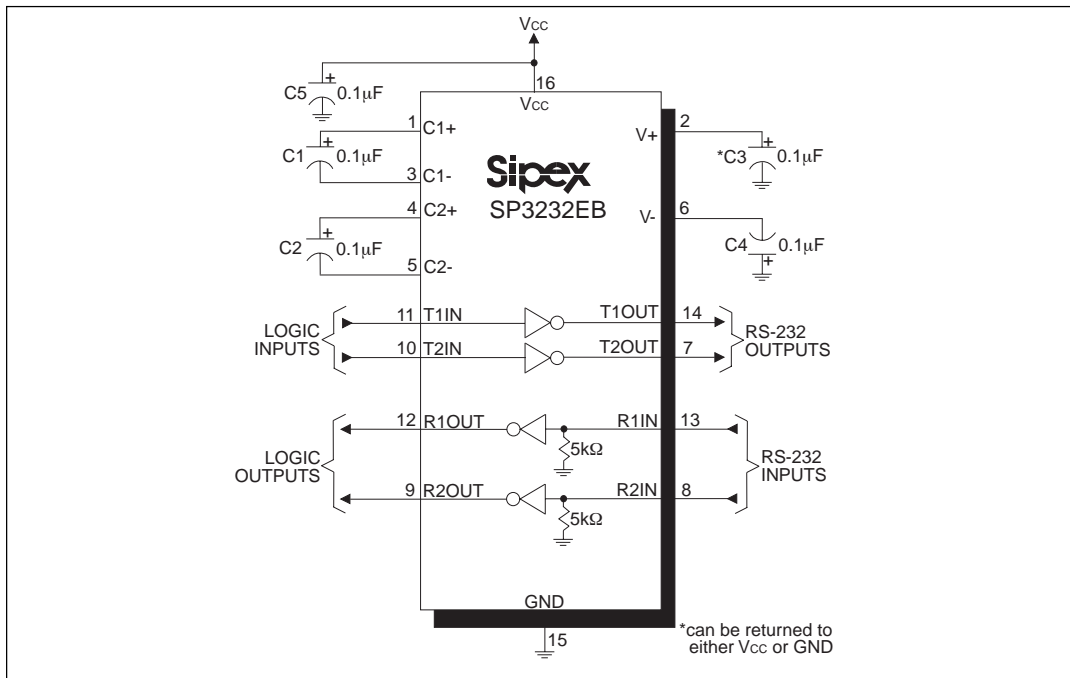 VCC
C5
+
0.1µF
16
VCC
1
C1+
C1
+
0.1µF
3
C1-
4
C2+
C2
+
0.1µF
5
C2-
Sipex
SP3232EB
V+
2
*C3
+
0.1µF
V-
6
C4
0.1µF
+
LOGIC
INPUTS
11
T1IN
T1OUT
14
10
T2IN
T2OUT
7
RS-232
OUTPUTS
LOGIC
OUTPUTS
12
R1OUT
R1IN
13
5kΩ
9
R2OUT
R2IN
8
5kΩ
RS-232
INPUTS
GND
15
*can be returned to
either VCC or GND